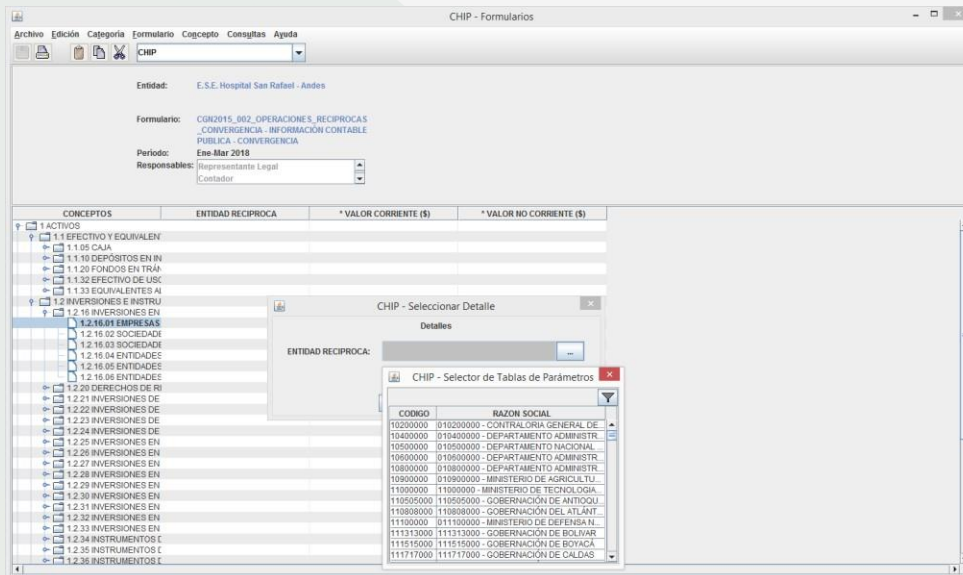 CHIP - Formularios
Archivo Edición Categoria Formulario Concepto Consultas Ayuda
CHIP
Entidad: E.S.E. Hospital San Rafael - Andes
Formulario: CGN2015_002_OPERACIONES_RECIPROCAS
_CONVERGENCIA - INFORMACIÓN CONTABLE
PUBLICA - CONVERGENCIA
Periodo: Ene-Mar 2018
Responsables: Representante Legal
Contador
CONCEPTOS ENTIDAD RECIPROCA * VALOR CORRIENTE ($) * VALOR NO CORRIENTE ($)
1 ACTIVOS
1.1 EFECTIVO Y EQUIVALEN
1.1.05 CAJA
1.1.10 DEPÓSITOS EN IN
1.1.20 FONDOS EN TRÁN
1.1.32 EFECTIVO DE USO
1.1.33 EQUIVALENTES AL
1.2 INVERSIONES E INSTRU
1.2.16 INVERSIONES EN
1.2.16.01 EMPRESAS
1.2.16.02 SOCIEDADE
1.2.16.03 SOCIEDADE
1.2.16.04 ENTIDADES
1.2.16.05 ENTIDADES
1.2.16.06 ENTIDADES
1.2.20 DERECHOS DE RE
1.2.21 INVERSIONES DE
1.2.22 INVERSIONES DE
1.2.23 INVERSIONES DE
1.2.24 INVERSIONES DE
1.2.25 INVERSIONES EN
1.2.26 INVERSIONES EN
1.2.27 INVERSIONES EN
1.2.28 INVERSIONES EN
1.2.29 INVERSIONES EN
1.2.30 INVERSIONES EN
1.2.31 INVERSIONES EN
1.2.32 INVERSIONES EN
1.2.33 INVERSIONES EN
1.2.34 INSTRUMENTOS D
1.2.35 INSTRUMENTOS D
1.2.36 INSTRUMENTOS D
CHIP - Seleccionar Detalle
Detalles
ENTIDAD RECIPROCA: ...
CHIP - Selector de Tablas de Parámetros
CODIGO RAZON SOCIAL
10200000 010200000 - CONTRALORIA GENERAL DE...
10400000 010400000 - DEPARTAMENTO ADMINISTR...
10500000 010500000 - DEPARTAMENTO NACIONAL ...
10600000 010600000 - DEPARTAMENTO ADMINISTR...
10800000 010800000 - DEPARTAMENTO ADMINISTR...
10900000 010900000 - MINISTERIO DE AGRICULTU...
11000000 11000000 - MINISTERIO DE TECNOLOGIA...
110505000 110505000 - GOBERNACIÓN DE ANTIOQU...
110808000 110808000 - GOBERNACIÓN DEL ATLÁNT...
11100000 011100000 - MINISTERIO DE DEFENSA N...
111313000 111313000 - GOBERNACIÓN DE BOLIVAR
111515000 111515000 - GOBERNACIÓN DE BOYACÁ
111717000 111717000 - GOBERNACIÓN DE CALDAS